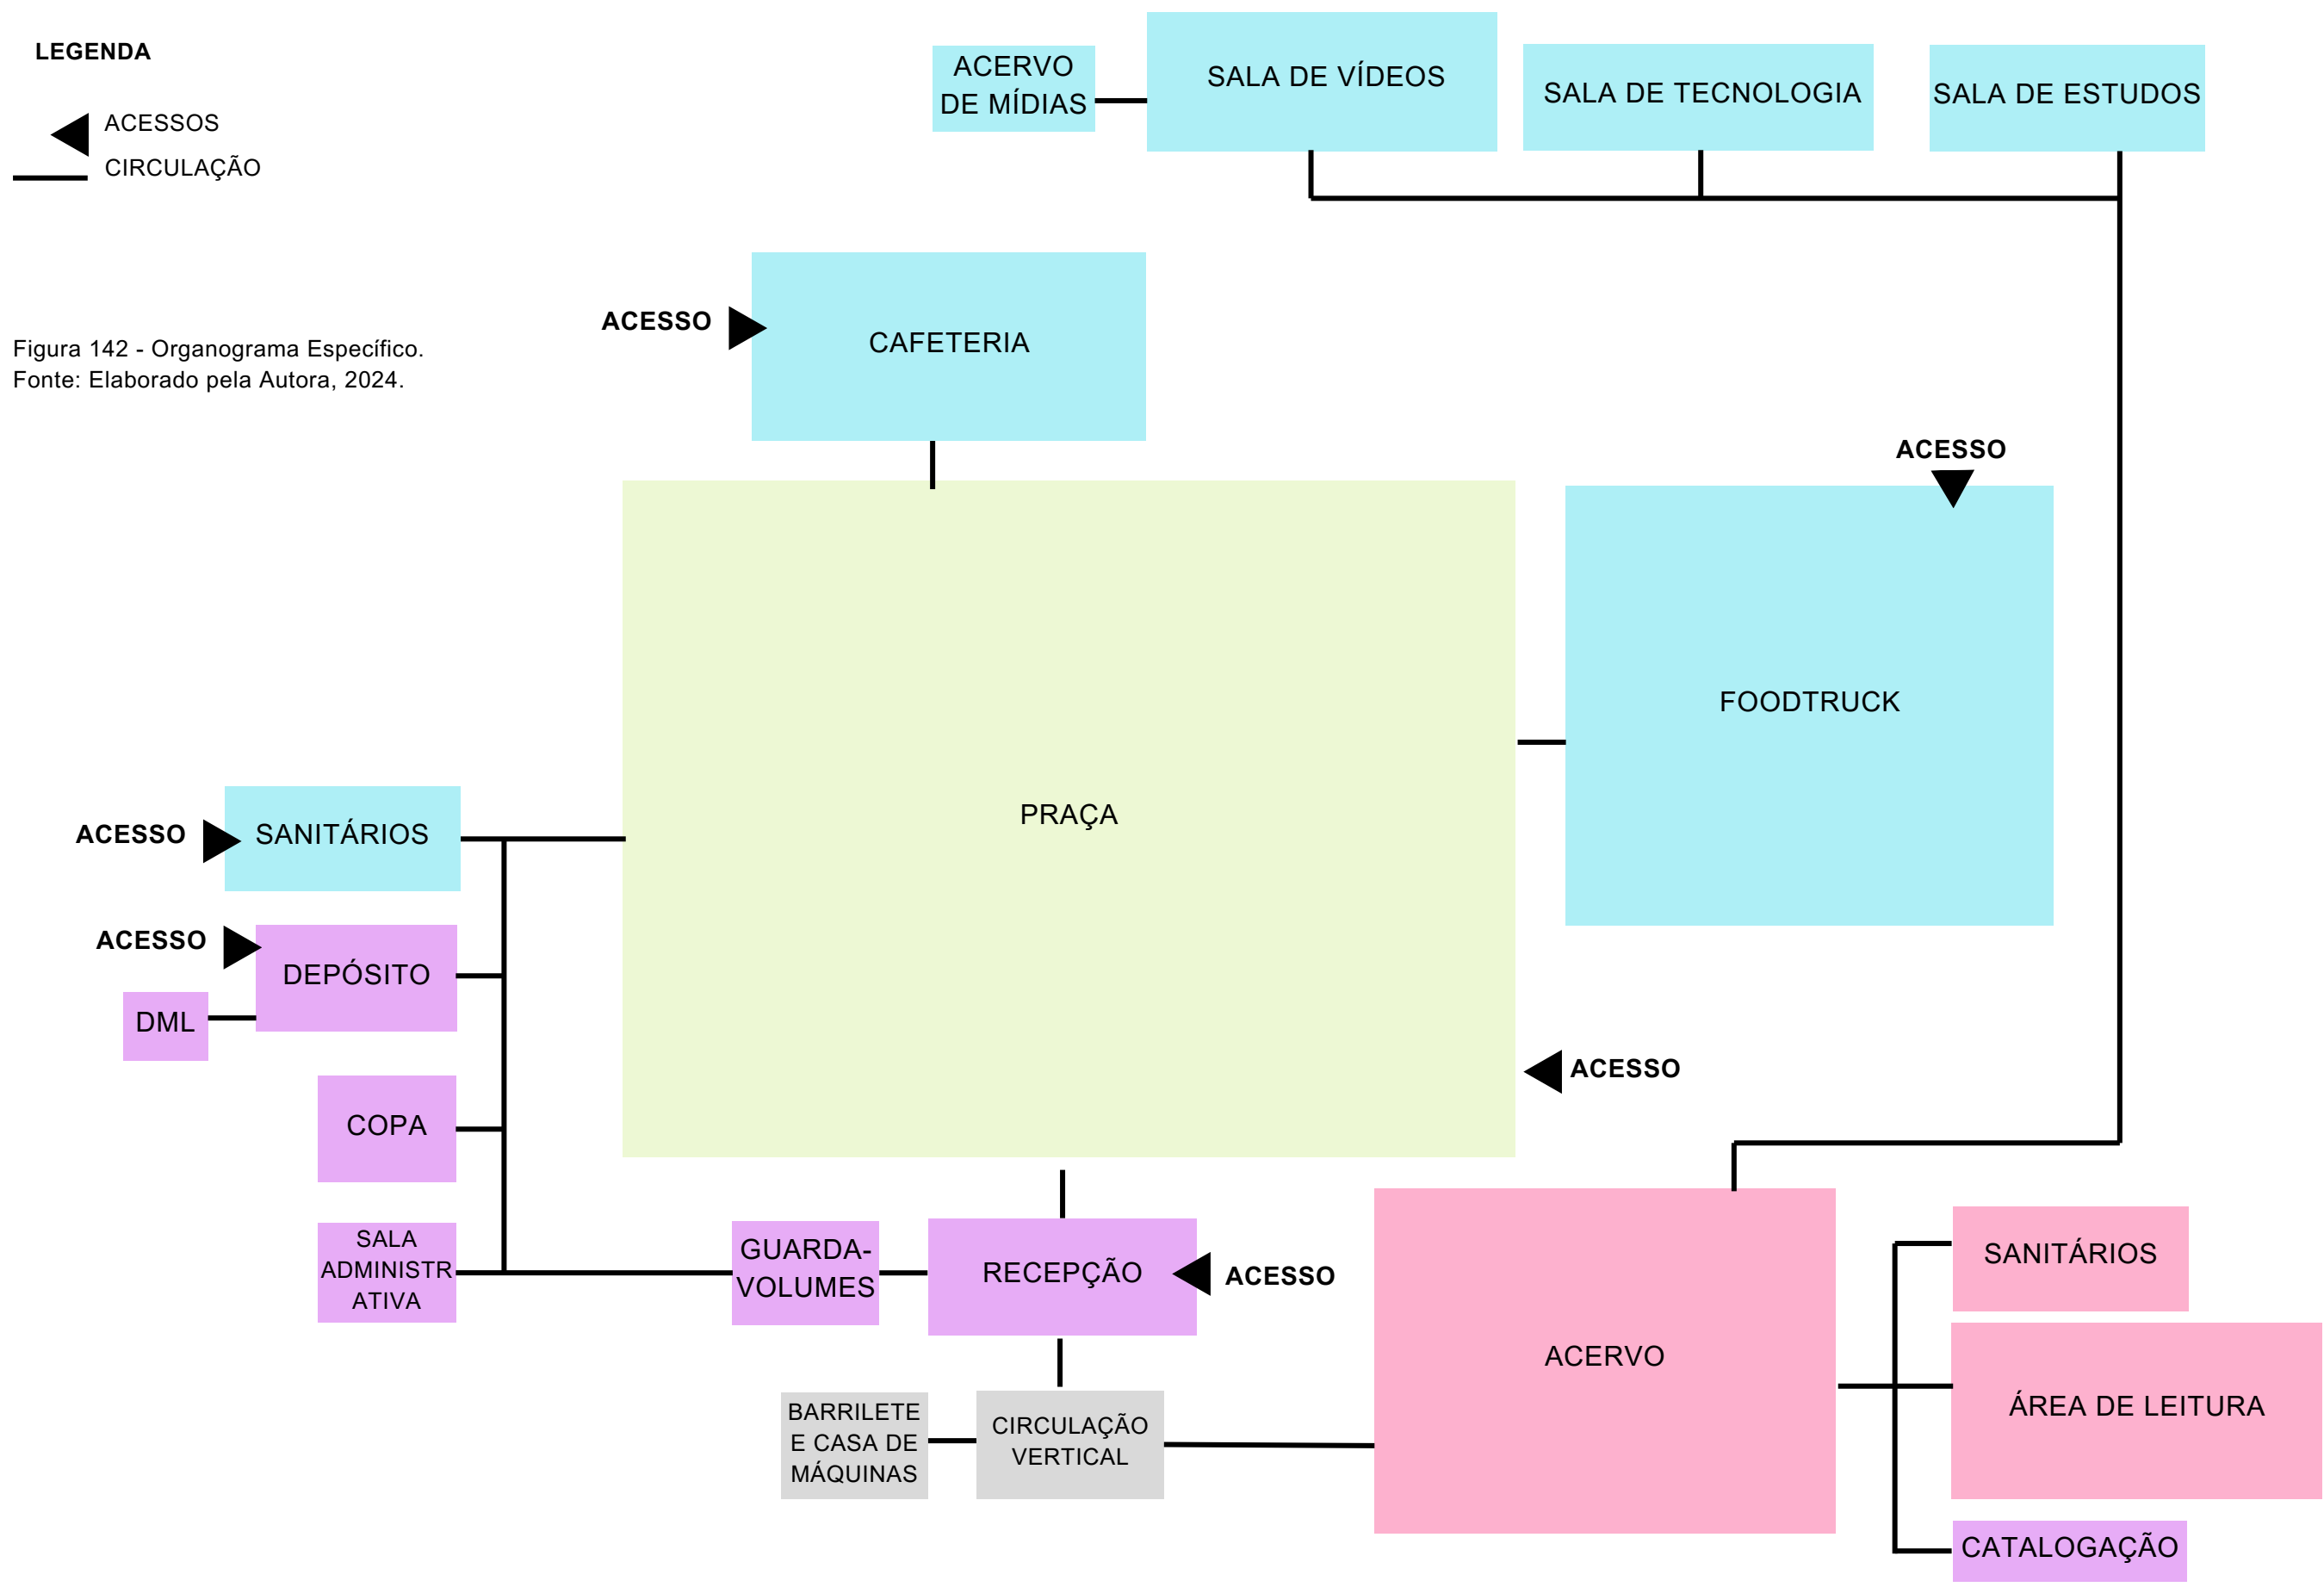 LEGENDA
ACESSOS
CIRCULAÇÃO
Figura 142 - Organograma Específico.
Fonte: Elaborado pela Autora, 2024.
ACERVO
DE MÍDIAS
SALA DE VÍDEOS
SALA DE TECNOLOGIA
SALA DE ESTUDOS
ACESSO
CAFETERIA
ACESSO
FOODTRUCK
PRAÇA
ACESSO
SANITÁRIOS
ACESSO
DEPÓSITO
DML
COPA
ACESSO
SALA
ADMINISTR
ATIVA
GUARDA-
VOLUMES
RECEPÇÃO
ACESSO
BARRILETE
E CASA DE
MÁQUINAS
CIRCULAÇÃO
VERTICAL
ACERVO
SANITÁRIOS
ÁREA DE LEITURA
CATALOGAÇÃO